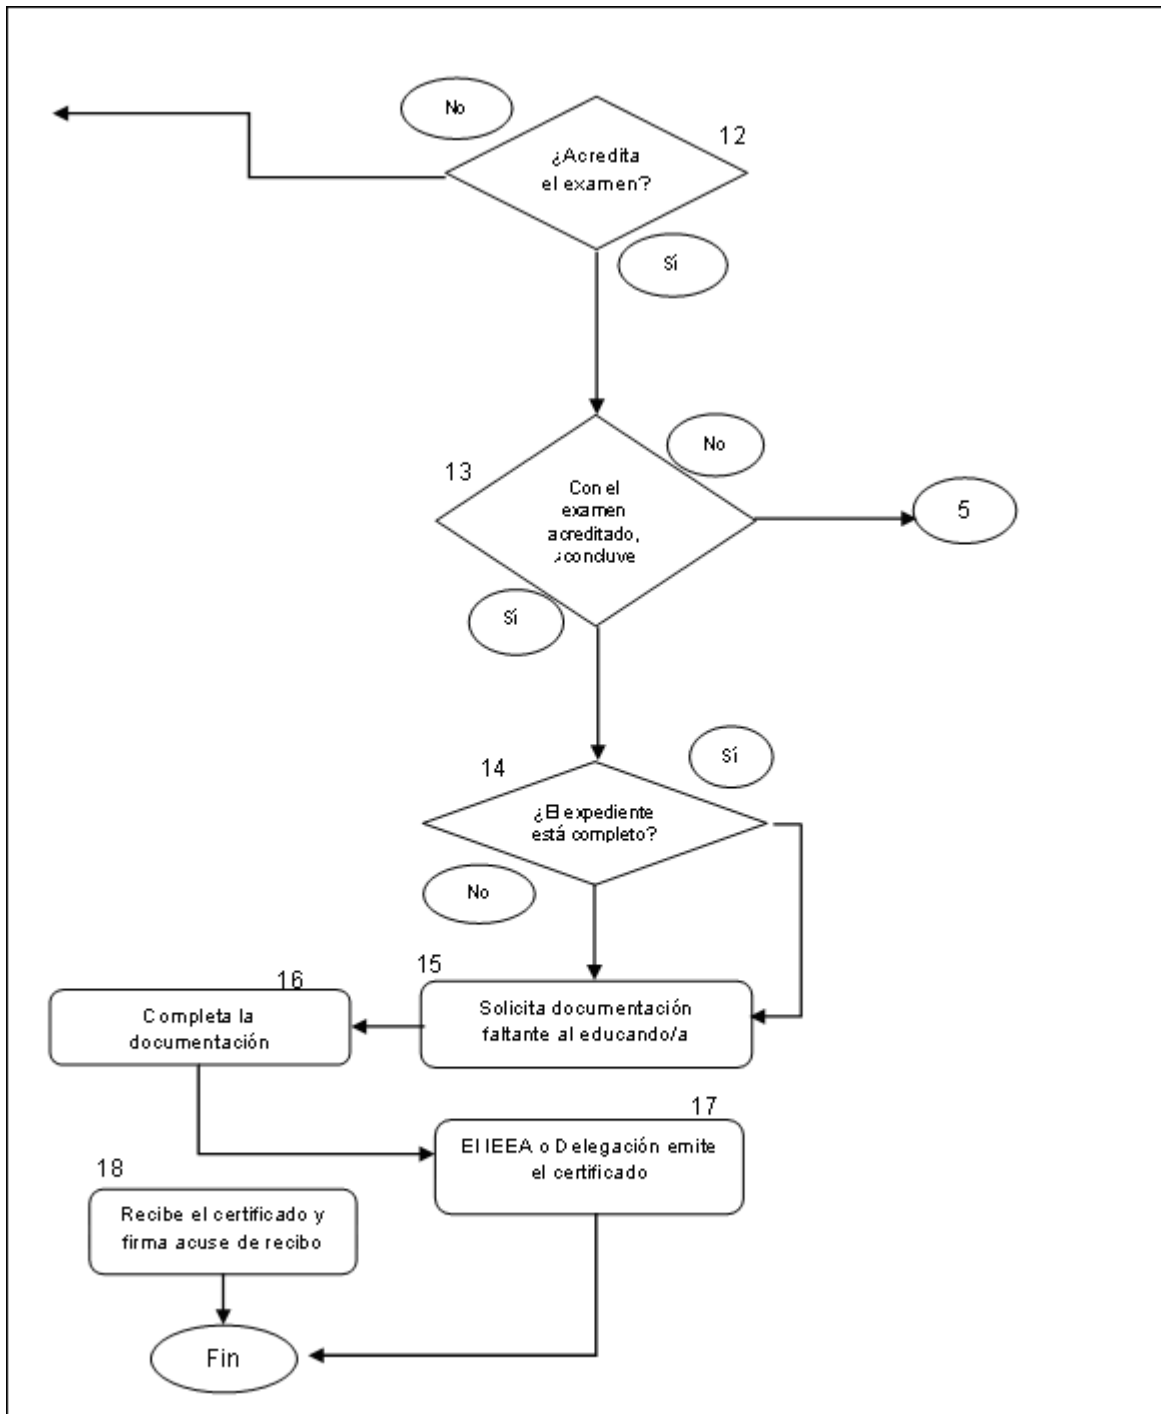 No
12
¿Acredita
el examen?
Sí
No
13
Con el
examen
acreditado,
¿concluye
5
Sí
Sí
14
¿El expediente
está completo?
No
15
16
Solicita documentación
faltante al educando/a
Completa la
documentación
17
El IEEA o Delegación emite
el certificado
18
Recibe el certificado y
firma acuse de recibo
Fin